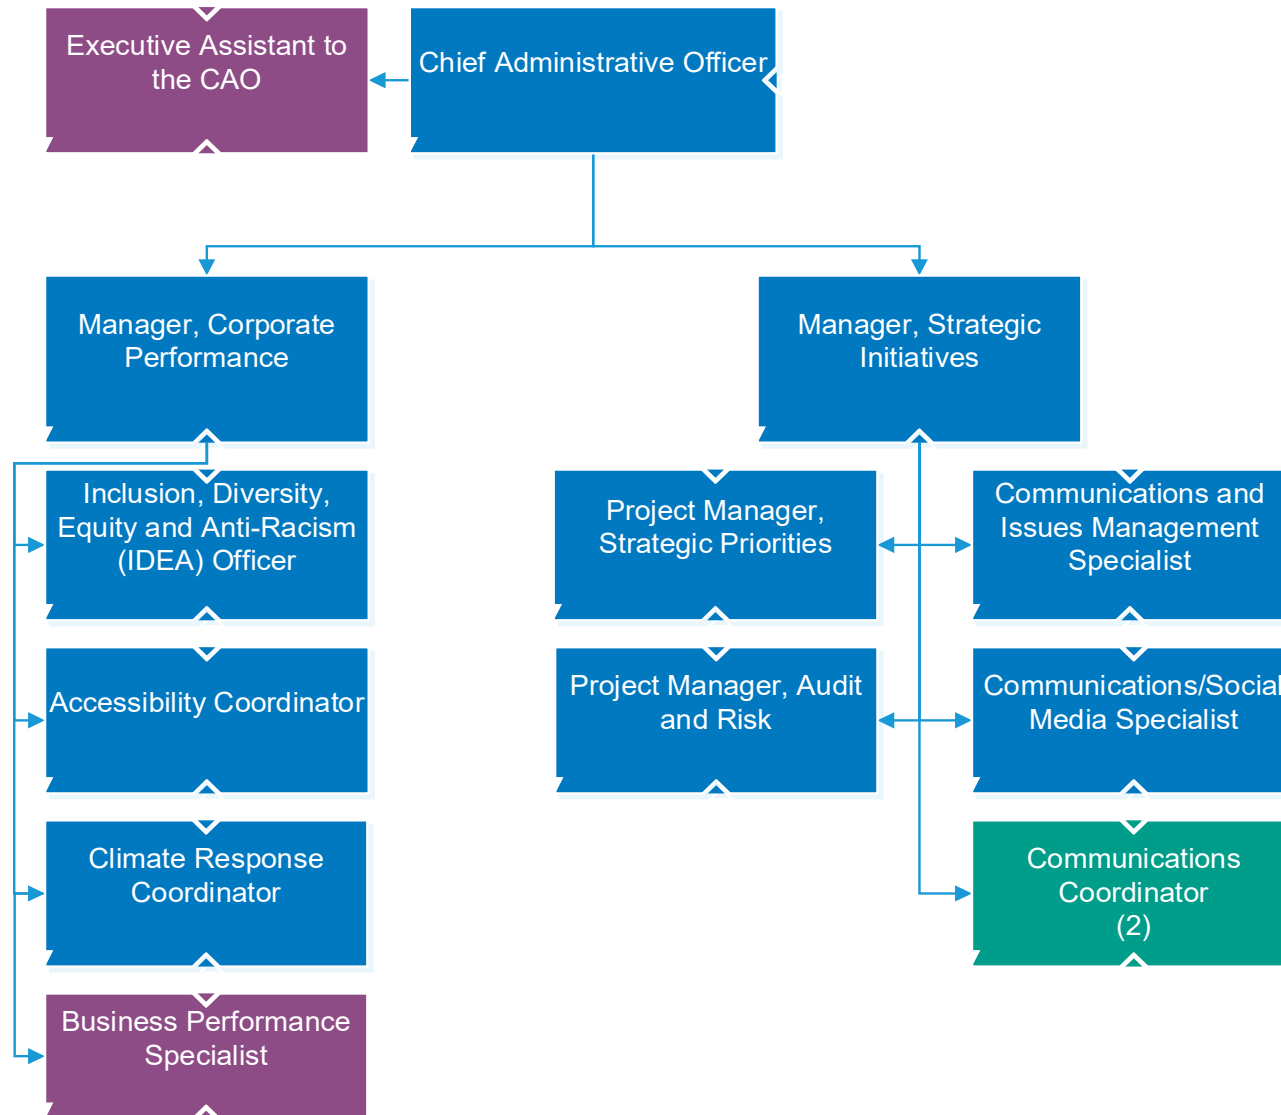 Executive Assistant to
the CAO
Chief Administrative Officer
Manager, Corporate
Performance
Manager, Strategic
Initiatives
Inclusion, Diversity,
Equity and Anti-Racism
(IDEA) Officer
Project Manager,
Strategic Priorities
Communications and
Issues Management
Specialist
Accessibility Coordinator
Project Manager, Audit
and Risk
Communications/Social
Media Specialist
Climate Response
Coordinator
Communications
Coordinator
(2)
Business Performance
Specialist